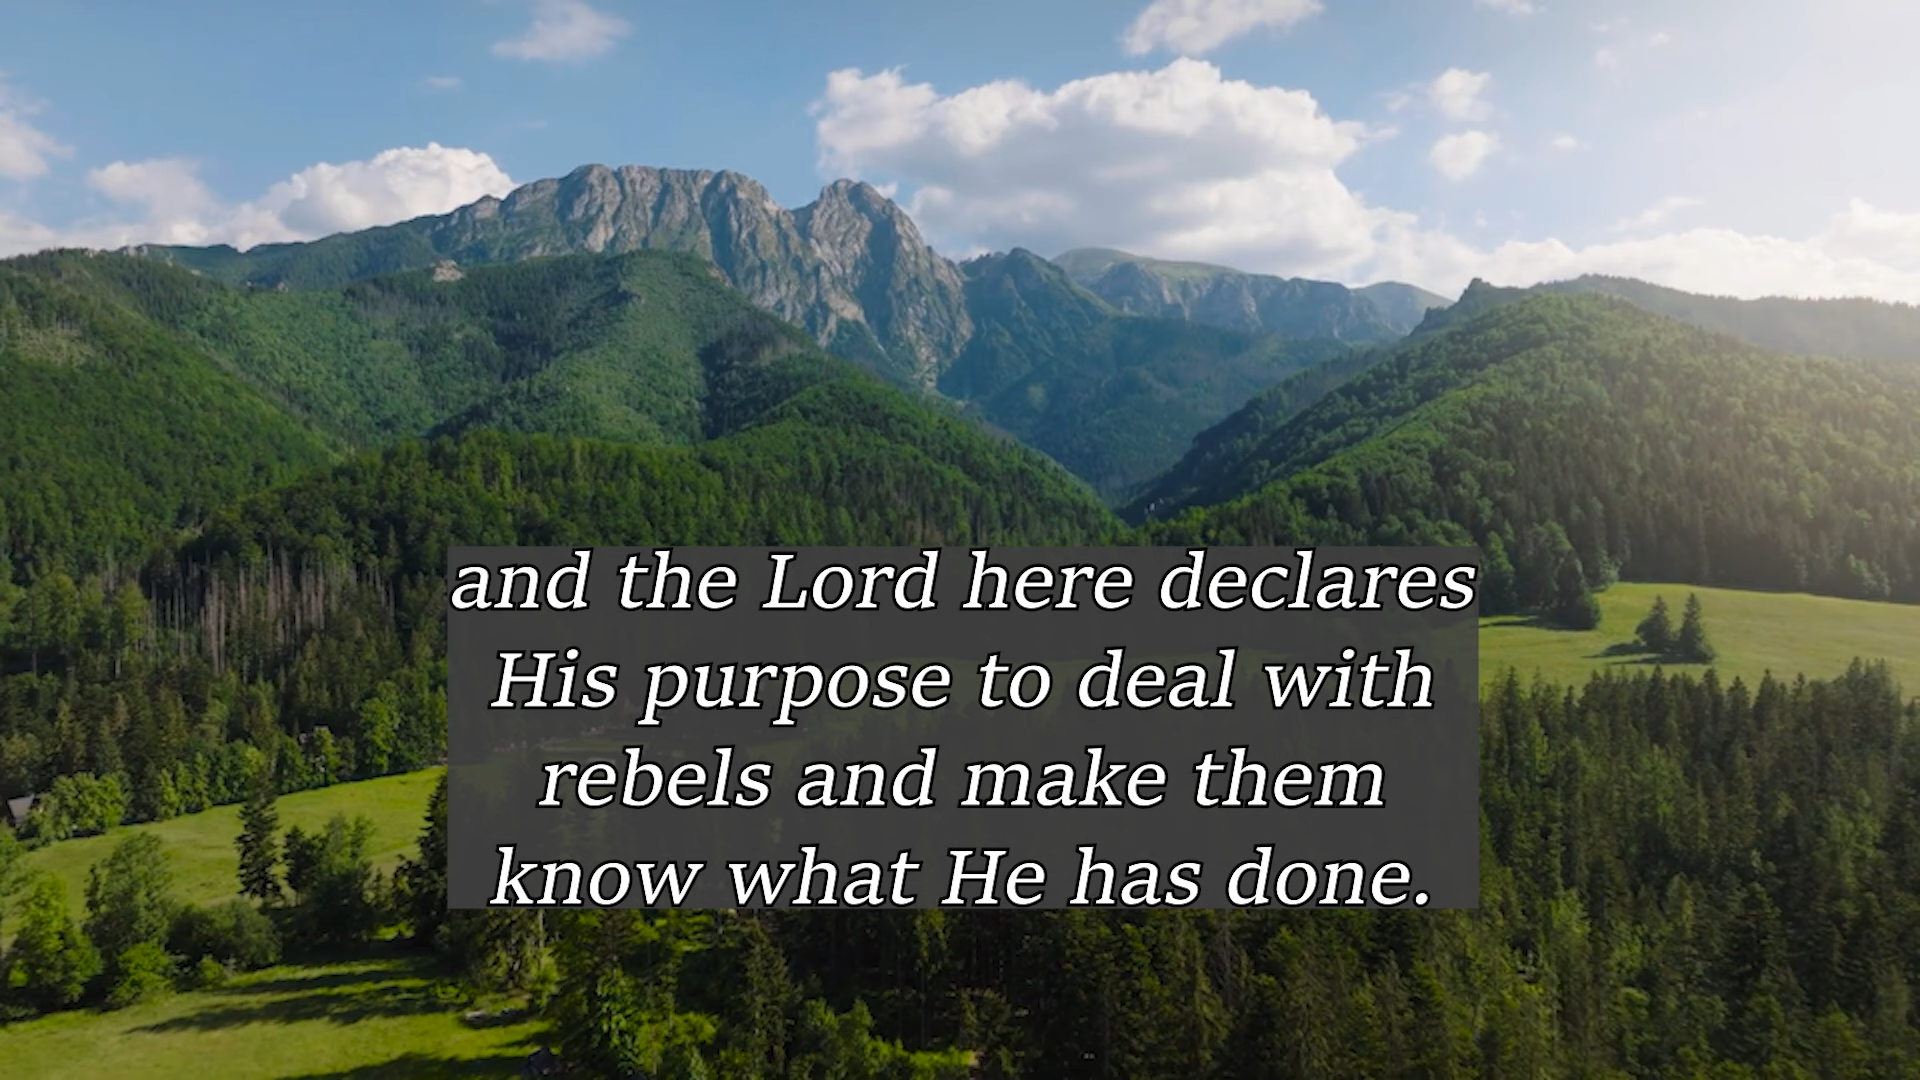 and the Lord here declares
His purpose to deal with
rebels and make them
know what He has done.